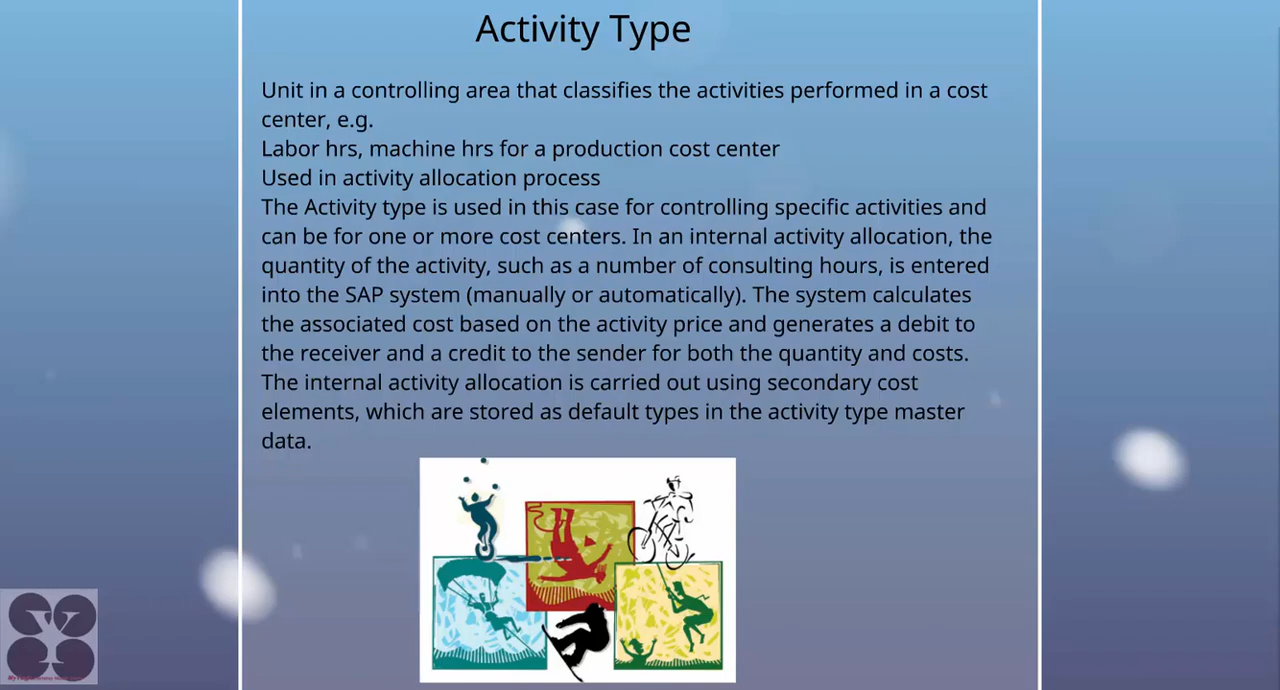 Activity Type
Unit in a controlling area that classifies the activities performed in a cost
center, e.g.
Labor hrs, machine hrs for a production cost center
Used in activity allocation process
The Activity type is used in this case for controlling specific activities and
can be for one or more cost centers. In an internal activity allocation, the
quantity of the activity, such as a number of consulting hours, is entered
into the SAP system (manually or automatically). The system calculates
the associated cost based on the activity price and generates a debit to
the receiver and a credit to the sender for both the quantity and costs.
The internal activity allocation is carried out using secondary cost
elements, which are stored as default types in the activity type master
data.